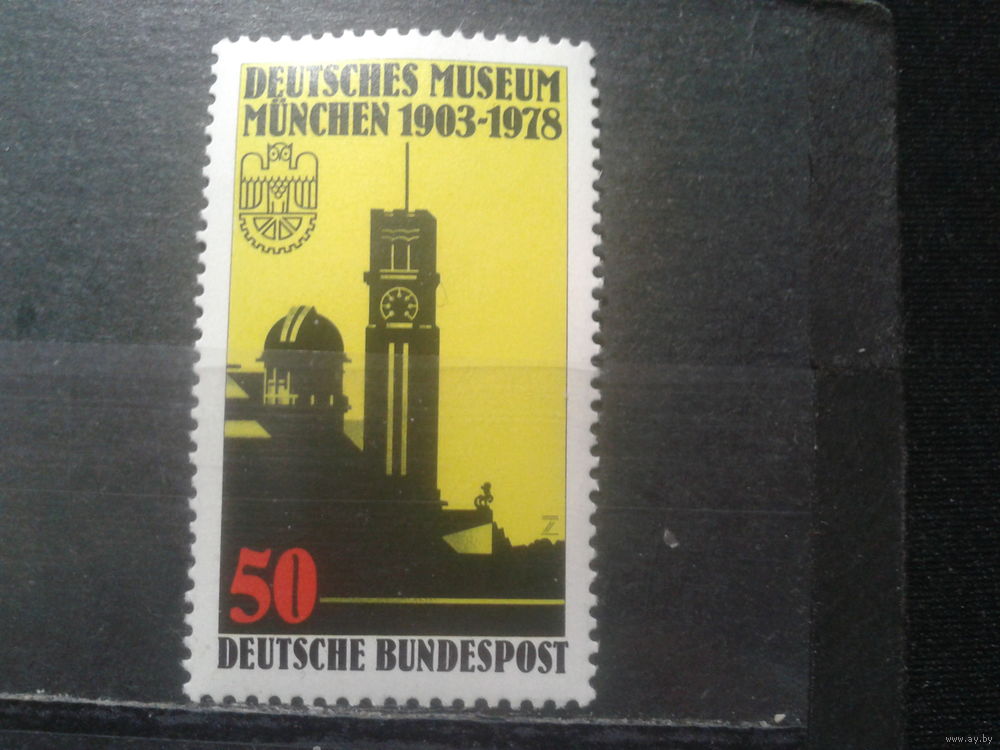 DEUTSCHES MUSEUM
MÜNCHEN 1903-1978
Z
50
DEUTSCHE BUNDESPOST
www.ay.by